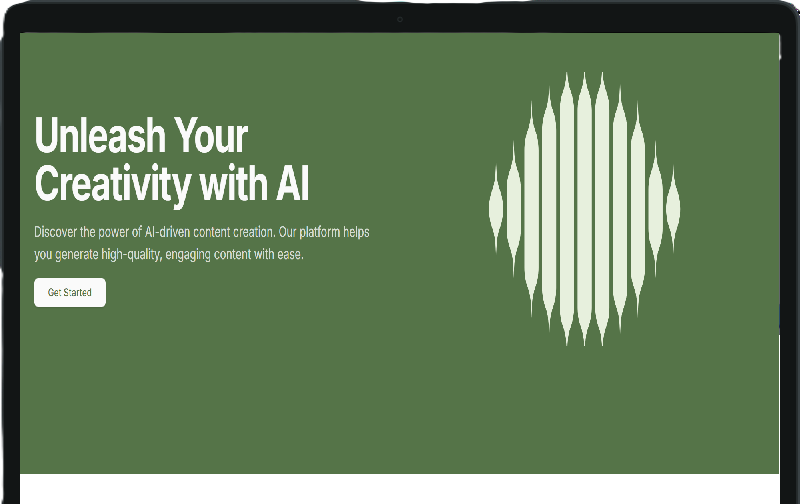 Unleash Your
Creativity with AI
Discover the power of AI-driven content creation. Our platform helps
you generate high-quality, engaging content with ease.
Get Started